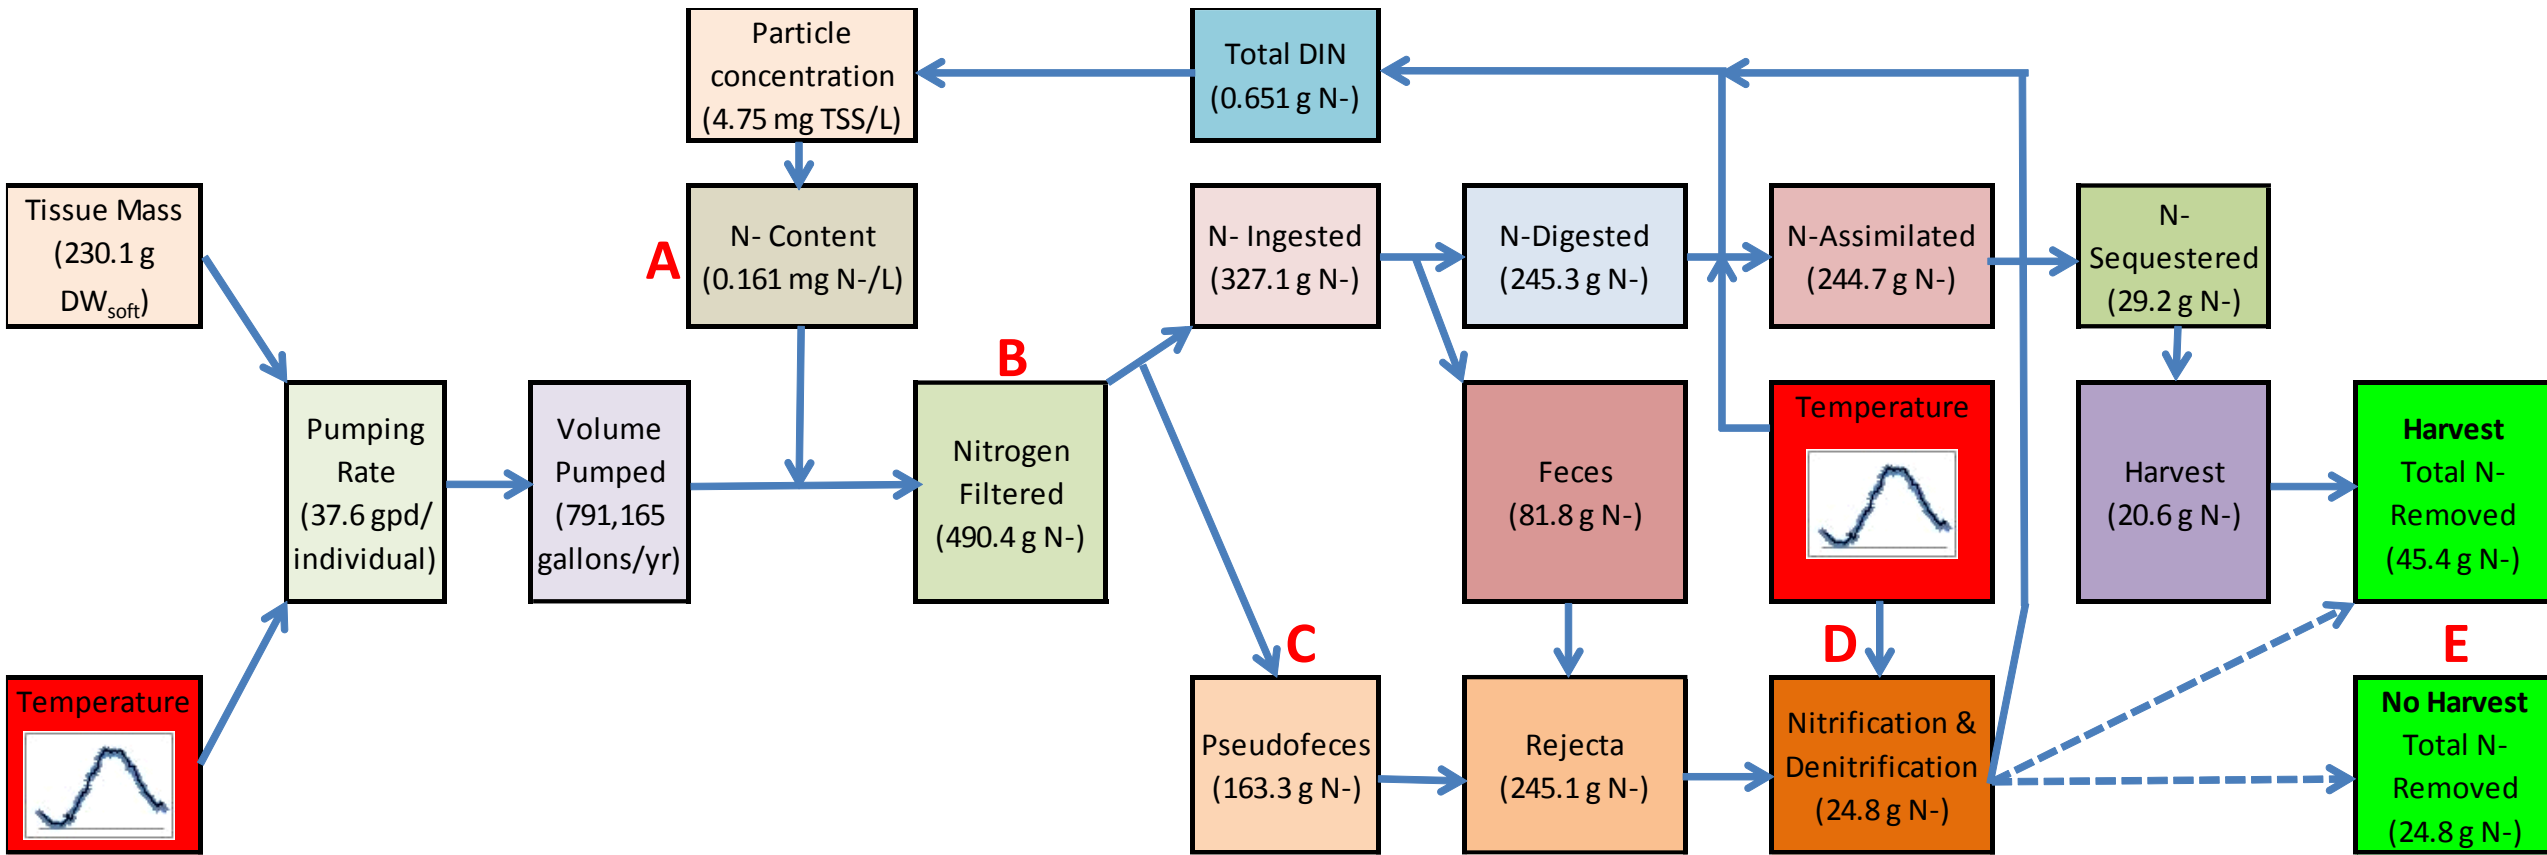 Particle
concentration
(4.75 mg TSS/L)
Total DIN
(0.651 g N-)
Tissue Mass
(230.1 g
DWsoft)
A
N- Content
(0.161 mg N-/L)
N- Ingested
(327.1 g N-)
N-Digested
(245.3 g N-)
N-Assimilated
(244.7 g N-)
N-
Sequestered
(29.2 g N-)
B
Pumping
Rate
(37.6 gpd/
individual)
Volume
Pumped
(791,165
gallons/yr)
Nitrogen
Filtered
(490.4 g N-)
Feces
(81.8 g N-)
Temperature
Harvest
(20.6 g N-)
Harvest
Total N-
Removed
(45.4 g N-)
C
D
E
Temperature
Pseudofeces
(163.3 g N-)
Rejecta
(245.1 g N-)
Nitrification &
Denitrification
(24.8 g N-)
No Harvest
Total N-
Removed
(24.8 g N-)